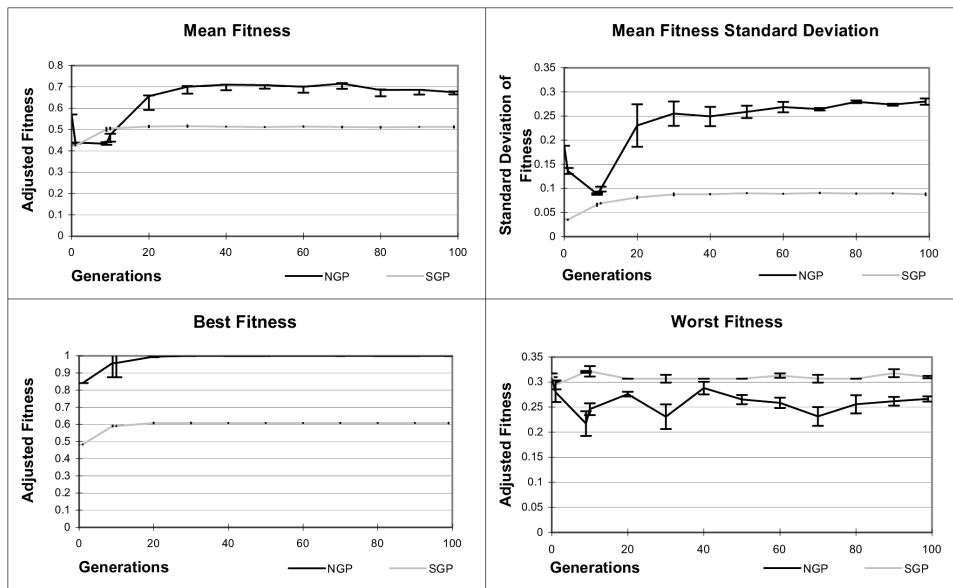 Mean Fitness
Adjusted Fitness
0.8
0.7
0.6
0.5
0.4
0.3
0.2
0.1
0
0 20 40 60 80 100
Generations
NGP SGP
Mean Fitness Standard Deviation
Standard Deviation of
Fitness
0.35
0.3
0.25
0.2
0.15
0.1
0.05
0
0 20 40 60 80 100
Generations
NGP SGP
Best Fitness
Adjusted Fitness
1
0.9
0.8
0.7
0.6
0.5
0.4
0.3
0.2
0.1
0
0 20 40 60 80 100
Generations
NGP SGP
Worst Fitness
Adjusted Fitness
0.35
0.3
0.25
0.2
0.15
0.1
0.05
0
0 20 40 60 80 100
Generations
NGP SGP